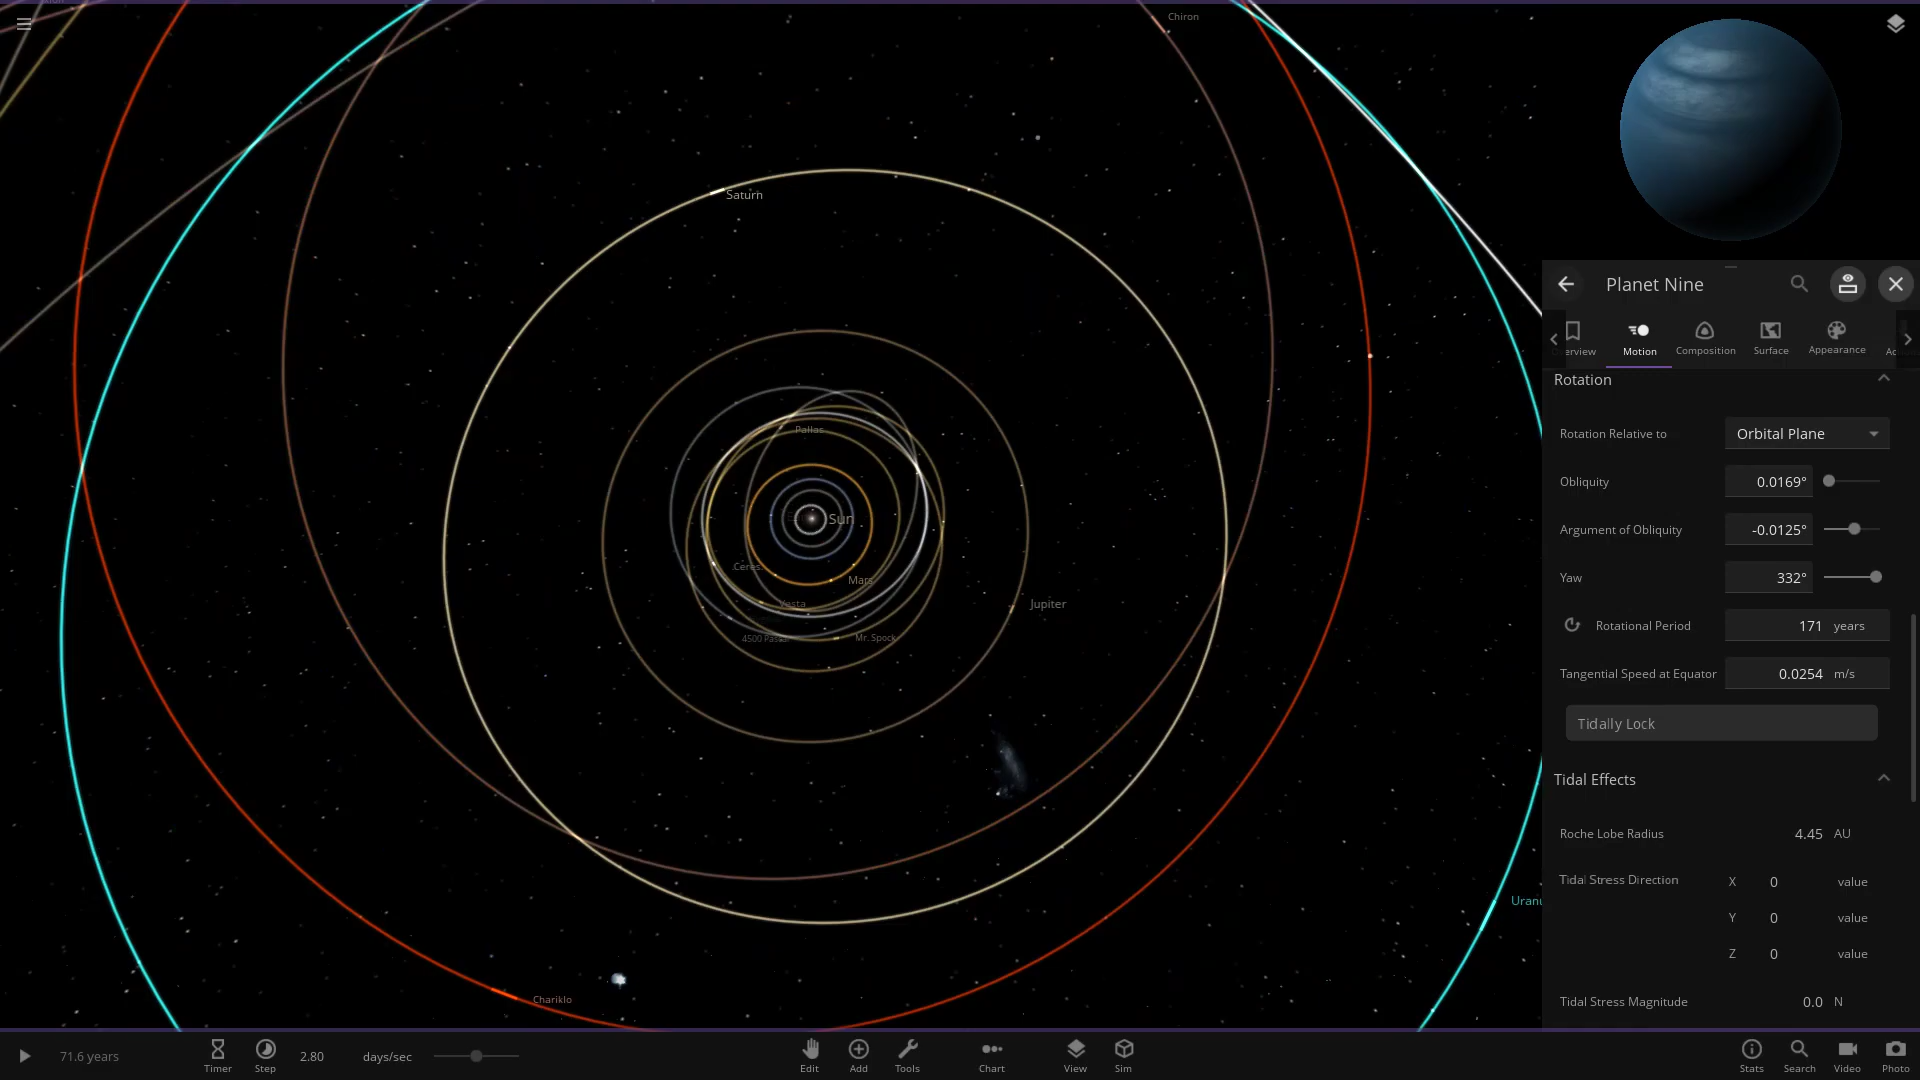 Chiron
Saturn
Pallas
Sun
Ceres
Mars
Vesta
Jupiter
Mr. Spock
Chariklo
Planet Nine
erview
Motion
Composition
Surface
Appearance
Ac
Rotation
Rotation Relative to
Orbital Plane
Obliquity
0.0169°
Argument of Obliquity
-0.0125°
Yaw
332°
Rotational Period
171 years
Tangential Speed at Equator
0.0254 m/s
Tidally Lock
Tidal Effects
Roche Lobe Radius
4.45 AU
Tidal Stress Direction
X 0 value
Uranu
Y 0 value
Z 0 value
Tidal Stress Magnitude
0.0 N
71.6 years
Timer
Step
2.80
days/sec
Edit
Add
Tools
Chart
View
Sim
Stats
Search
Video
Photo